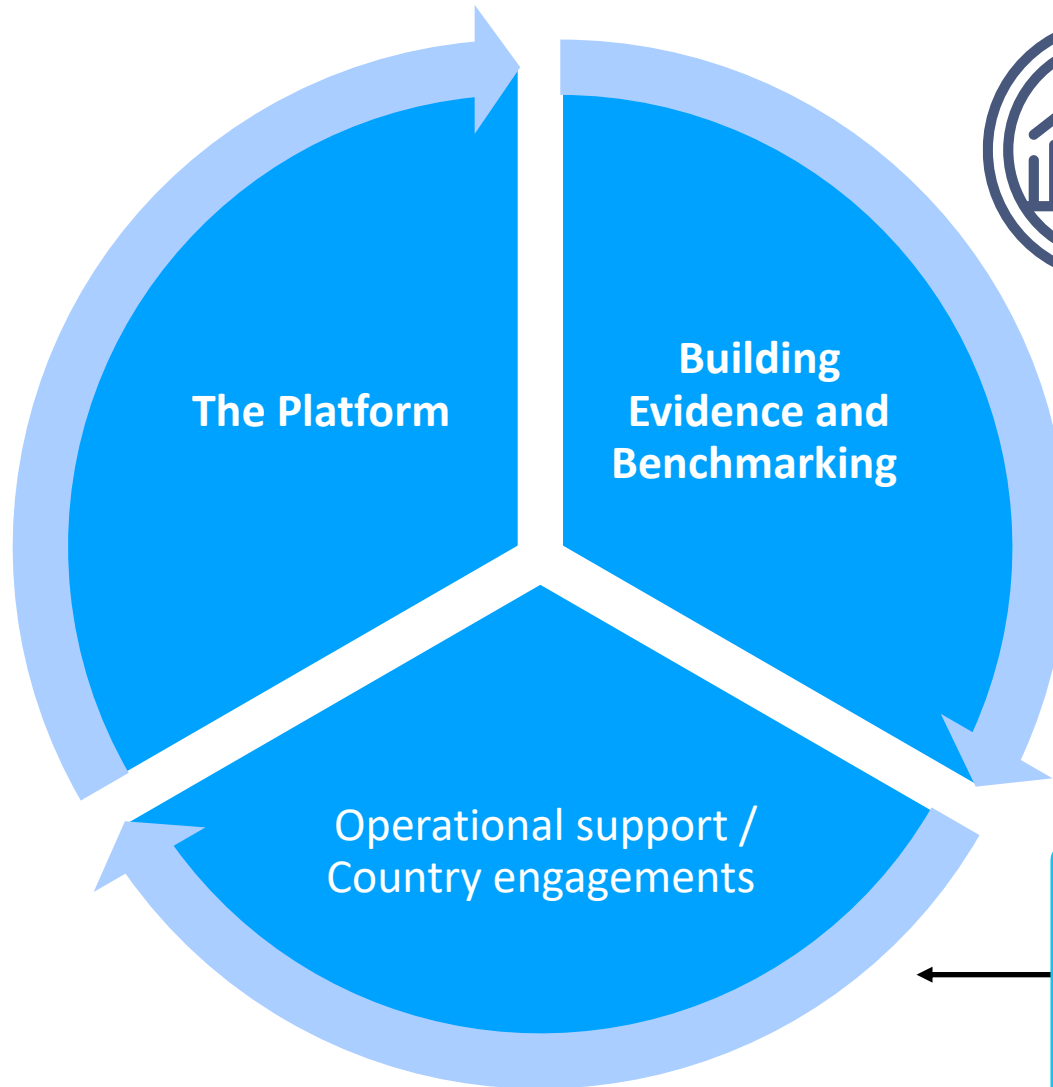 The Platform
Building
Evidence and
Benchmarking
Operational support /
Country engagements